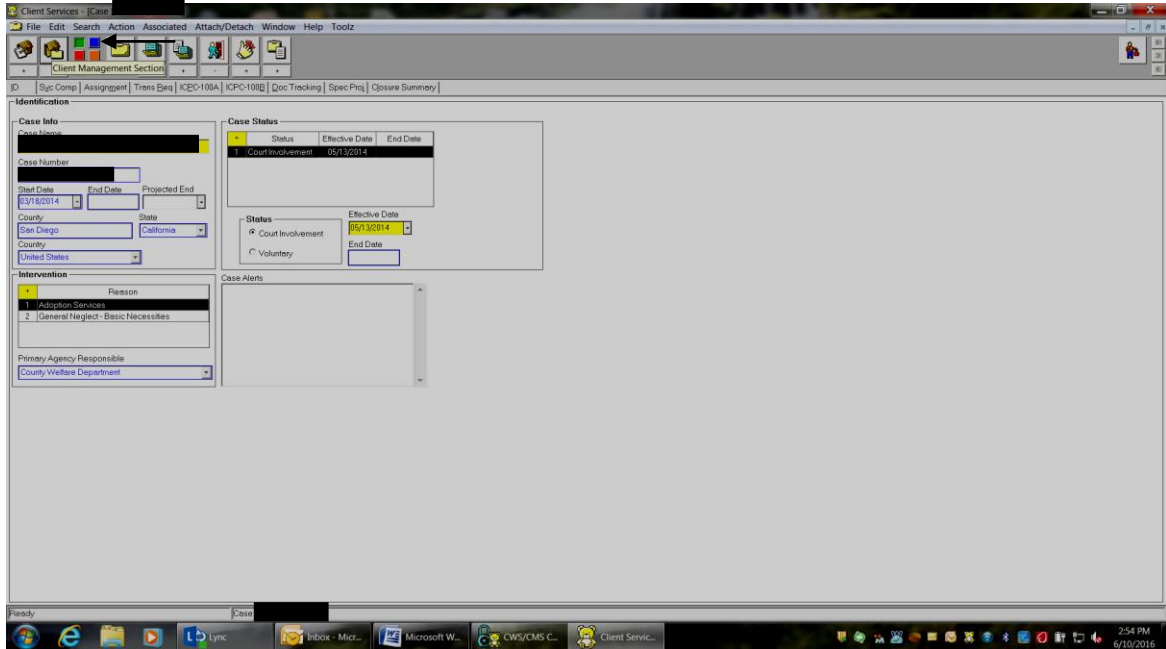 Client Services - [Case
File Edit Search Action Associated Attach/Detach Window Help Toolz
Client Management Section
ID Svc Comp Assignment Trans Req ICPC-100A ICPC-100B Doc Tracking Spec Proj Closure Summary
Identification
Case Info
Case Name
Case Number
Start Date End Date Projected End
03/18/2014
County State
San Diego California
Country
United States
Case Status
+ Status Effective Date End Date
1 Court Involvement 05/13/2014
Status
Court Involvement
Voluntary
Effective Date
05/13/2014
End Date
Intervention
+ Reason
1 Adoption Services
2 General Neglect - Basic Necessities
Primary Agency Responsible
County Welfare Department
Case Alerts
Ready Case
Lync Inbox - Micr... Microsoft W... CWS/CMS C... Client Servic...
2:54 PM
6/10/2016